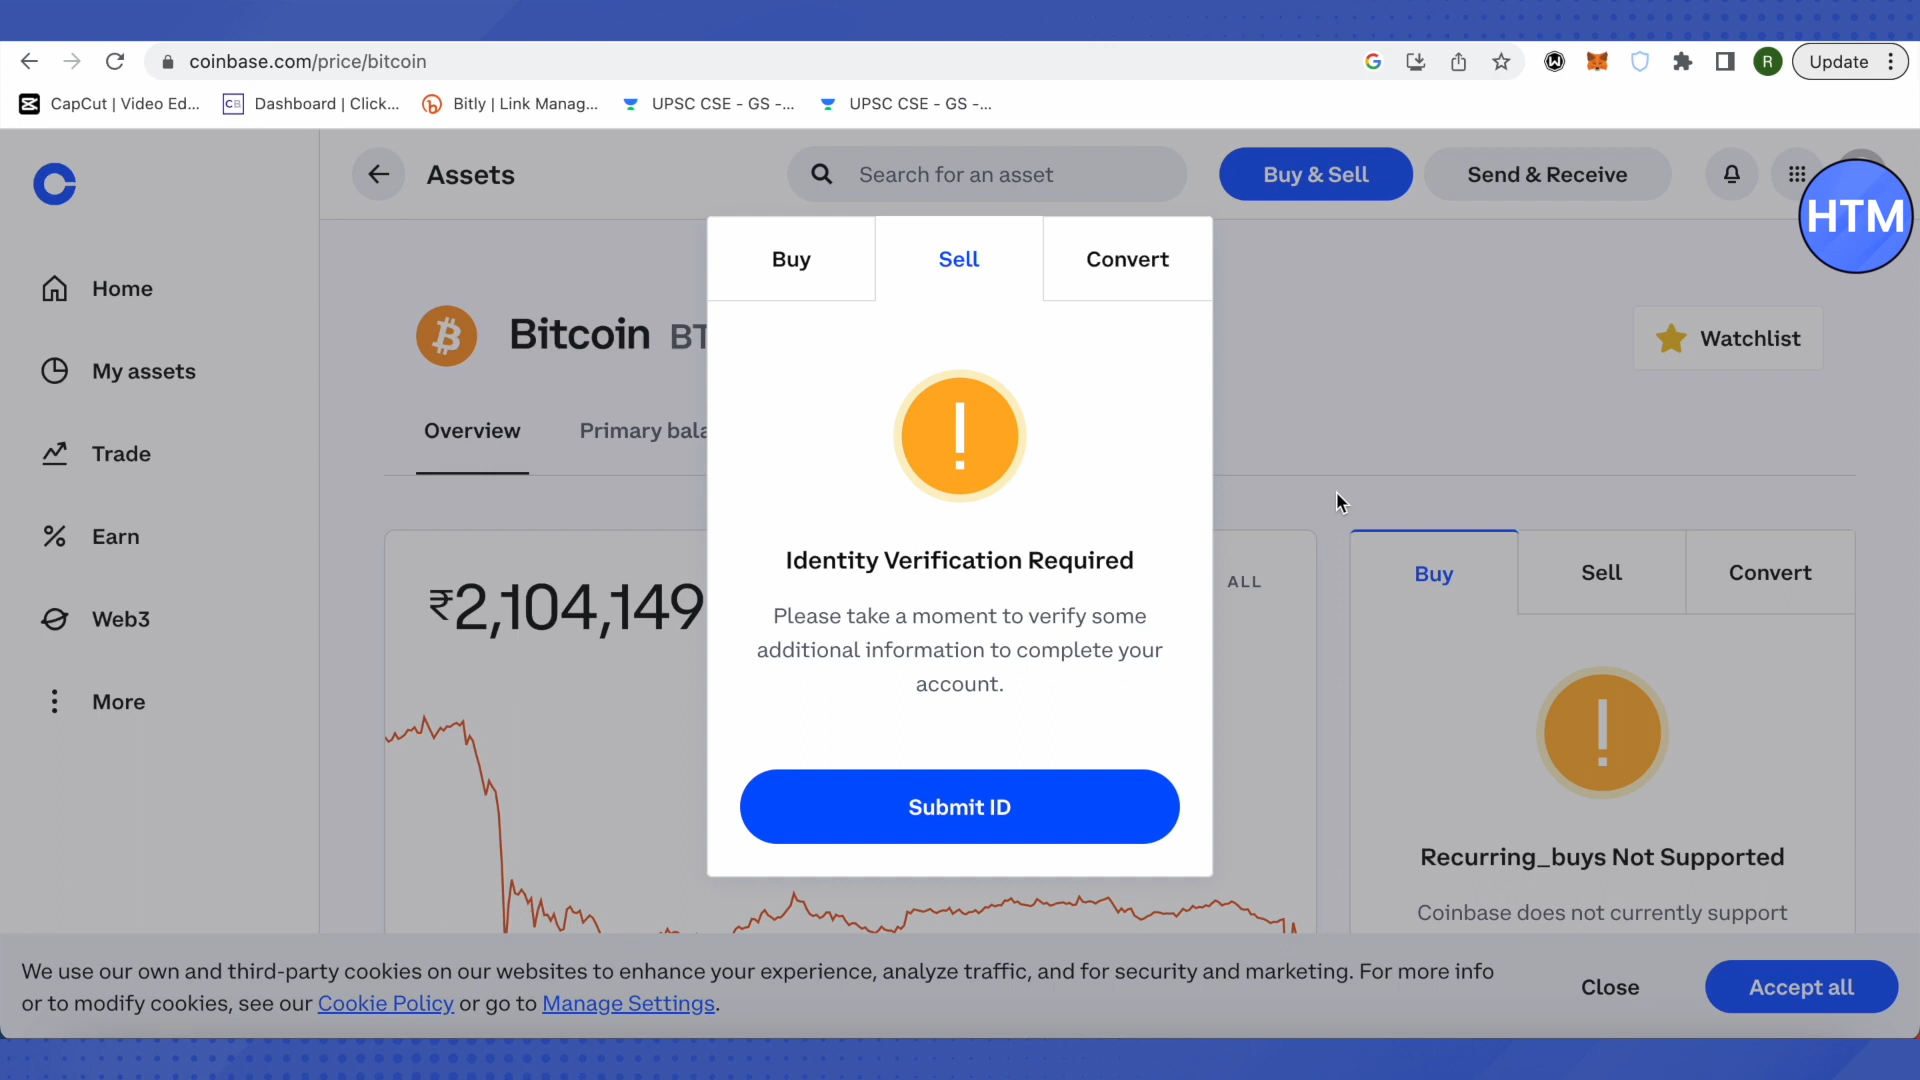 coinbase.com/price/bitcoin
R
Update
CapCut | Video Ed...
CB
Dashboard | Click...
Bitly | Link Manag...
UPSC CSE - GS -...
UPSC CSE - GS -...
Assets
Search for an asset
Buy & Sell
Send & Receive
HTM
Home
My assets
Trade
Earn
Web3
More
Bitcoin BT
Watchlist
Overview
Primary bala
₹2,104,149
ALL
Buy
Sell
Convert
Identity Verification Required
Please take a moment to verify some
additional information to complete your
account.
Submit ID
Buy
Sell
Convert
Recurring_buys Not Supported
Coinbase does not currently support
We use our own and third-party cookies on our websites to enhance your experience, analyze traffic, and for security and marketing. For more info
or to modify cookies, see our Cookie Policy or go to Manage Settings.
Close
Accept all